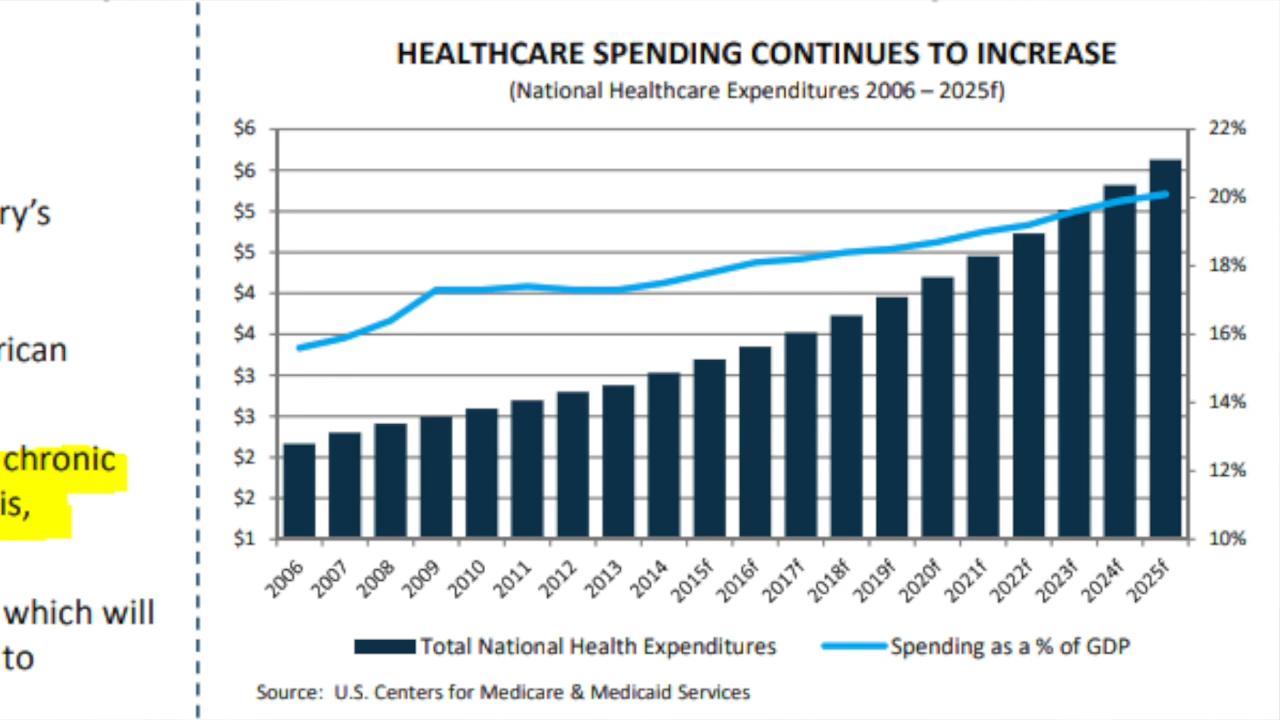 ry's
rican
chronic
is,
which will
to
HEALTHCARE SPENDING CONTINUES TO INCREASE
(National Healthcare Expenditures 2006 – 2025f)
$6
$6
$5
$5
$4
$4
$3
$3
$2
$2
$1
22%
20%
18%
16%
14%
12%
10%
2006 2007 2008 2009 2010 2011 2012 2013 2014 2015f 2016f 2017f 2018f 2019f 2020f 2021f 2022f 2023f 2024f 2025f
Total National Health Expenditures Spending as a % of GDP
Source: U.S. Centers for Medicare & Medicaid Services